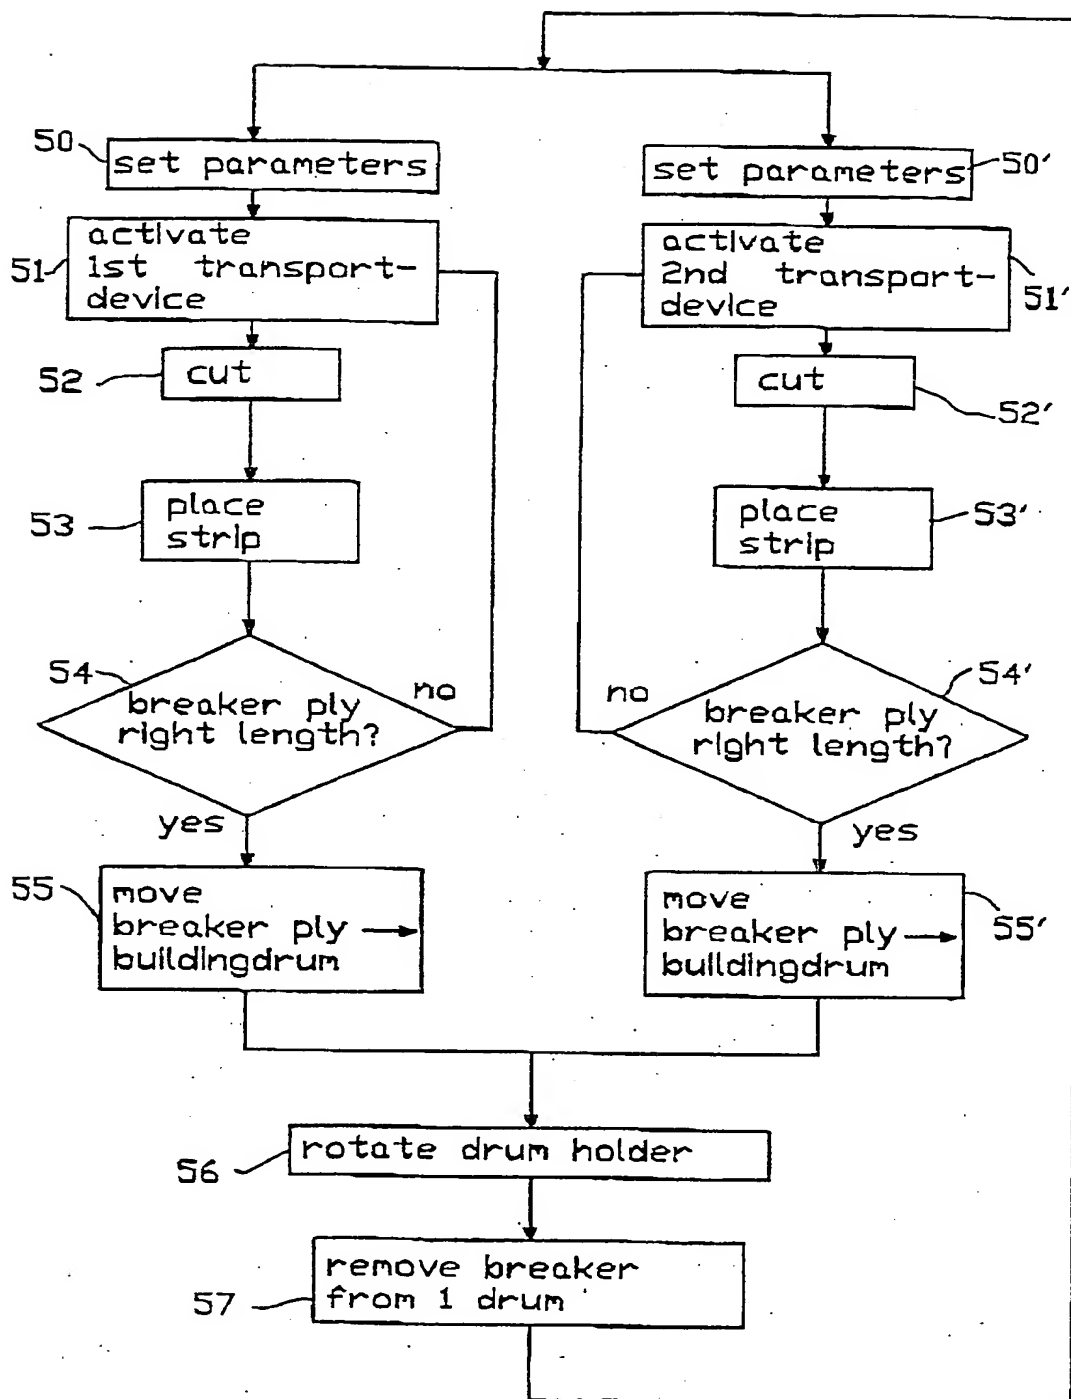 50
set parameters
51
activate
1st transport-
device
52
cut
53
place
strip
54
breaker ply
right length?
no
yes
55
move
breaker ply →
buildingdrum
50'
set parameters
51'
activate
2nd transport-
device
52'
cut
53'
place
strip
54'
breaker ply
right length?
no
yes
55'
move
breaker ply →
buildingdrum
56
rotate drum holder
57
remove breaker
from 1 drum